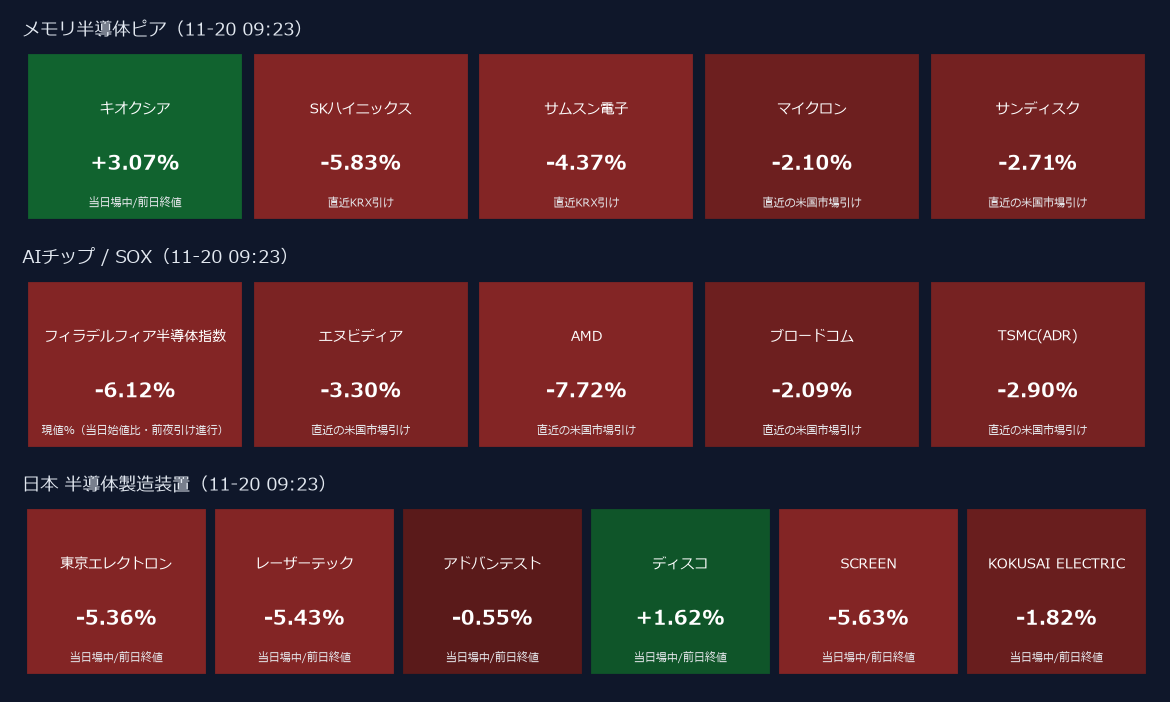 メモリ半導体ピア（11-20 09:23）
キオクシア
+3.07%
当日場中/前日終値
SKハイニックス
-5.83%
直近KRX引け
サムスン電子
-4.37%
直近KRX引け
マイクロン
-2.10%
直近の米国市場引け
サンディスク
-2.71%
直近の米国市場引け
AIチップ / SOX（11-20 09:23）
フィラデルフィア半導体指数
-6.12%
現値%（当日始値比・前夜引け進行）
エヌビディア
-3.30%
直近の米国市場引け
AMD
-7.72%
直近の米国市場引け
ブロードコム
-2.09%
直近の米国市場引け
TSMC(ADR)
-2.90%
直近の米国市場引け
日本 半導体製造装置（11-20 09:23）
東京エレクトロン
-5.36%
当日場中/前日終値
レーザーテック
-5.43%
当日場中/前日終値
アドバンテスト
-0.55%
当日場中/前日終値
ディスコ
+1.62%
当日場中/前日終値
SCREEN
-5.63%
当日場中/前日終値
KOKUSAI ELECTRIC
-1.82%
当日場中/前日終値